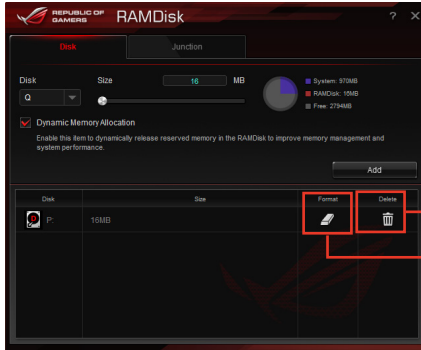 REPUBLIC OF
GAMERS
RAMDisk
? X
Disk
Junction
Disk
Size
16
MB
System: 970MB
Q
RAMDisk: 16MB
Free: 2794MB
Dynamic Memory Allocation
Enable this item to dynamically release reserved memory in the RAMDisk to improve memory management and
system performance.
Add
Disk
Size
Format
Delete
P:
16MB